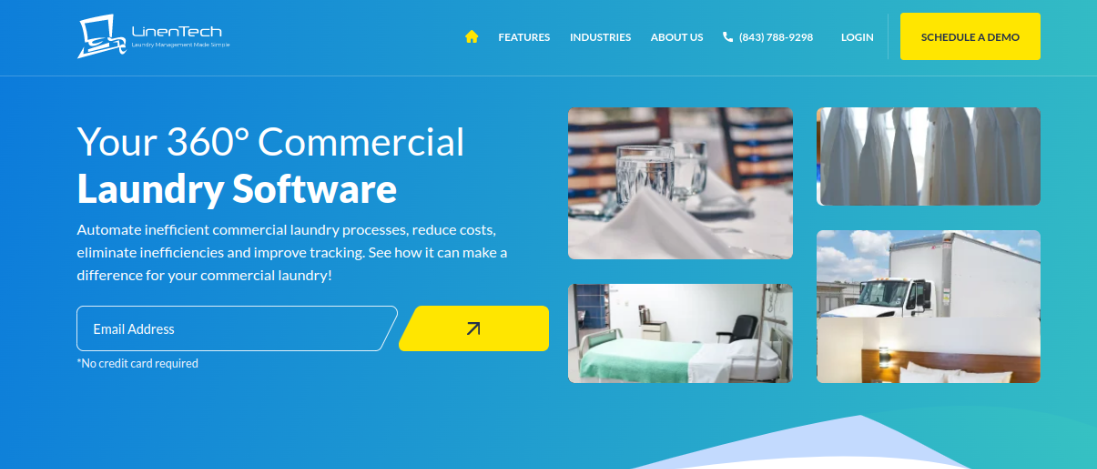 LinenTech
Laundry Management Made Simple
FEATURES
INDUSTRIES
ABOUT US
(843) 788-9298
LOGIN
SCHEDULE A DEMO
Your 360° Commercial
Laundry Software
Automate inefficient commercial laundry processes, reduce costs,
eliminate inefficiencies and improve tracking. See how it can make a
difference for your commercial laundry!
Email Address
*No credit card required